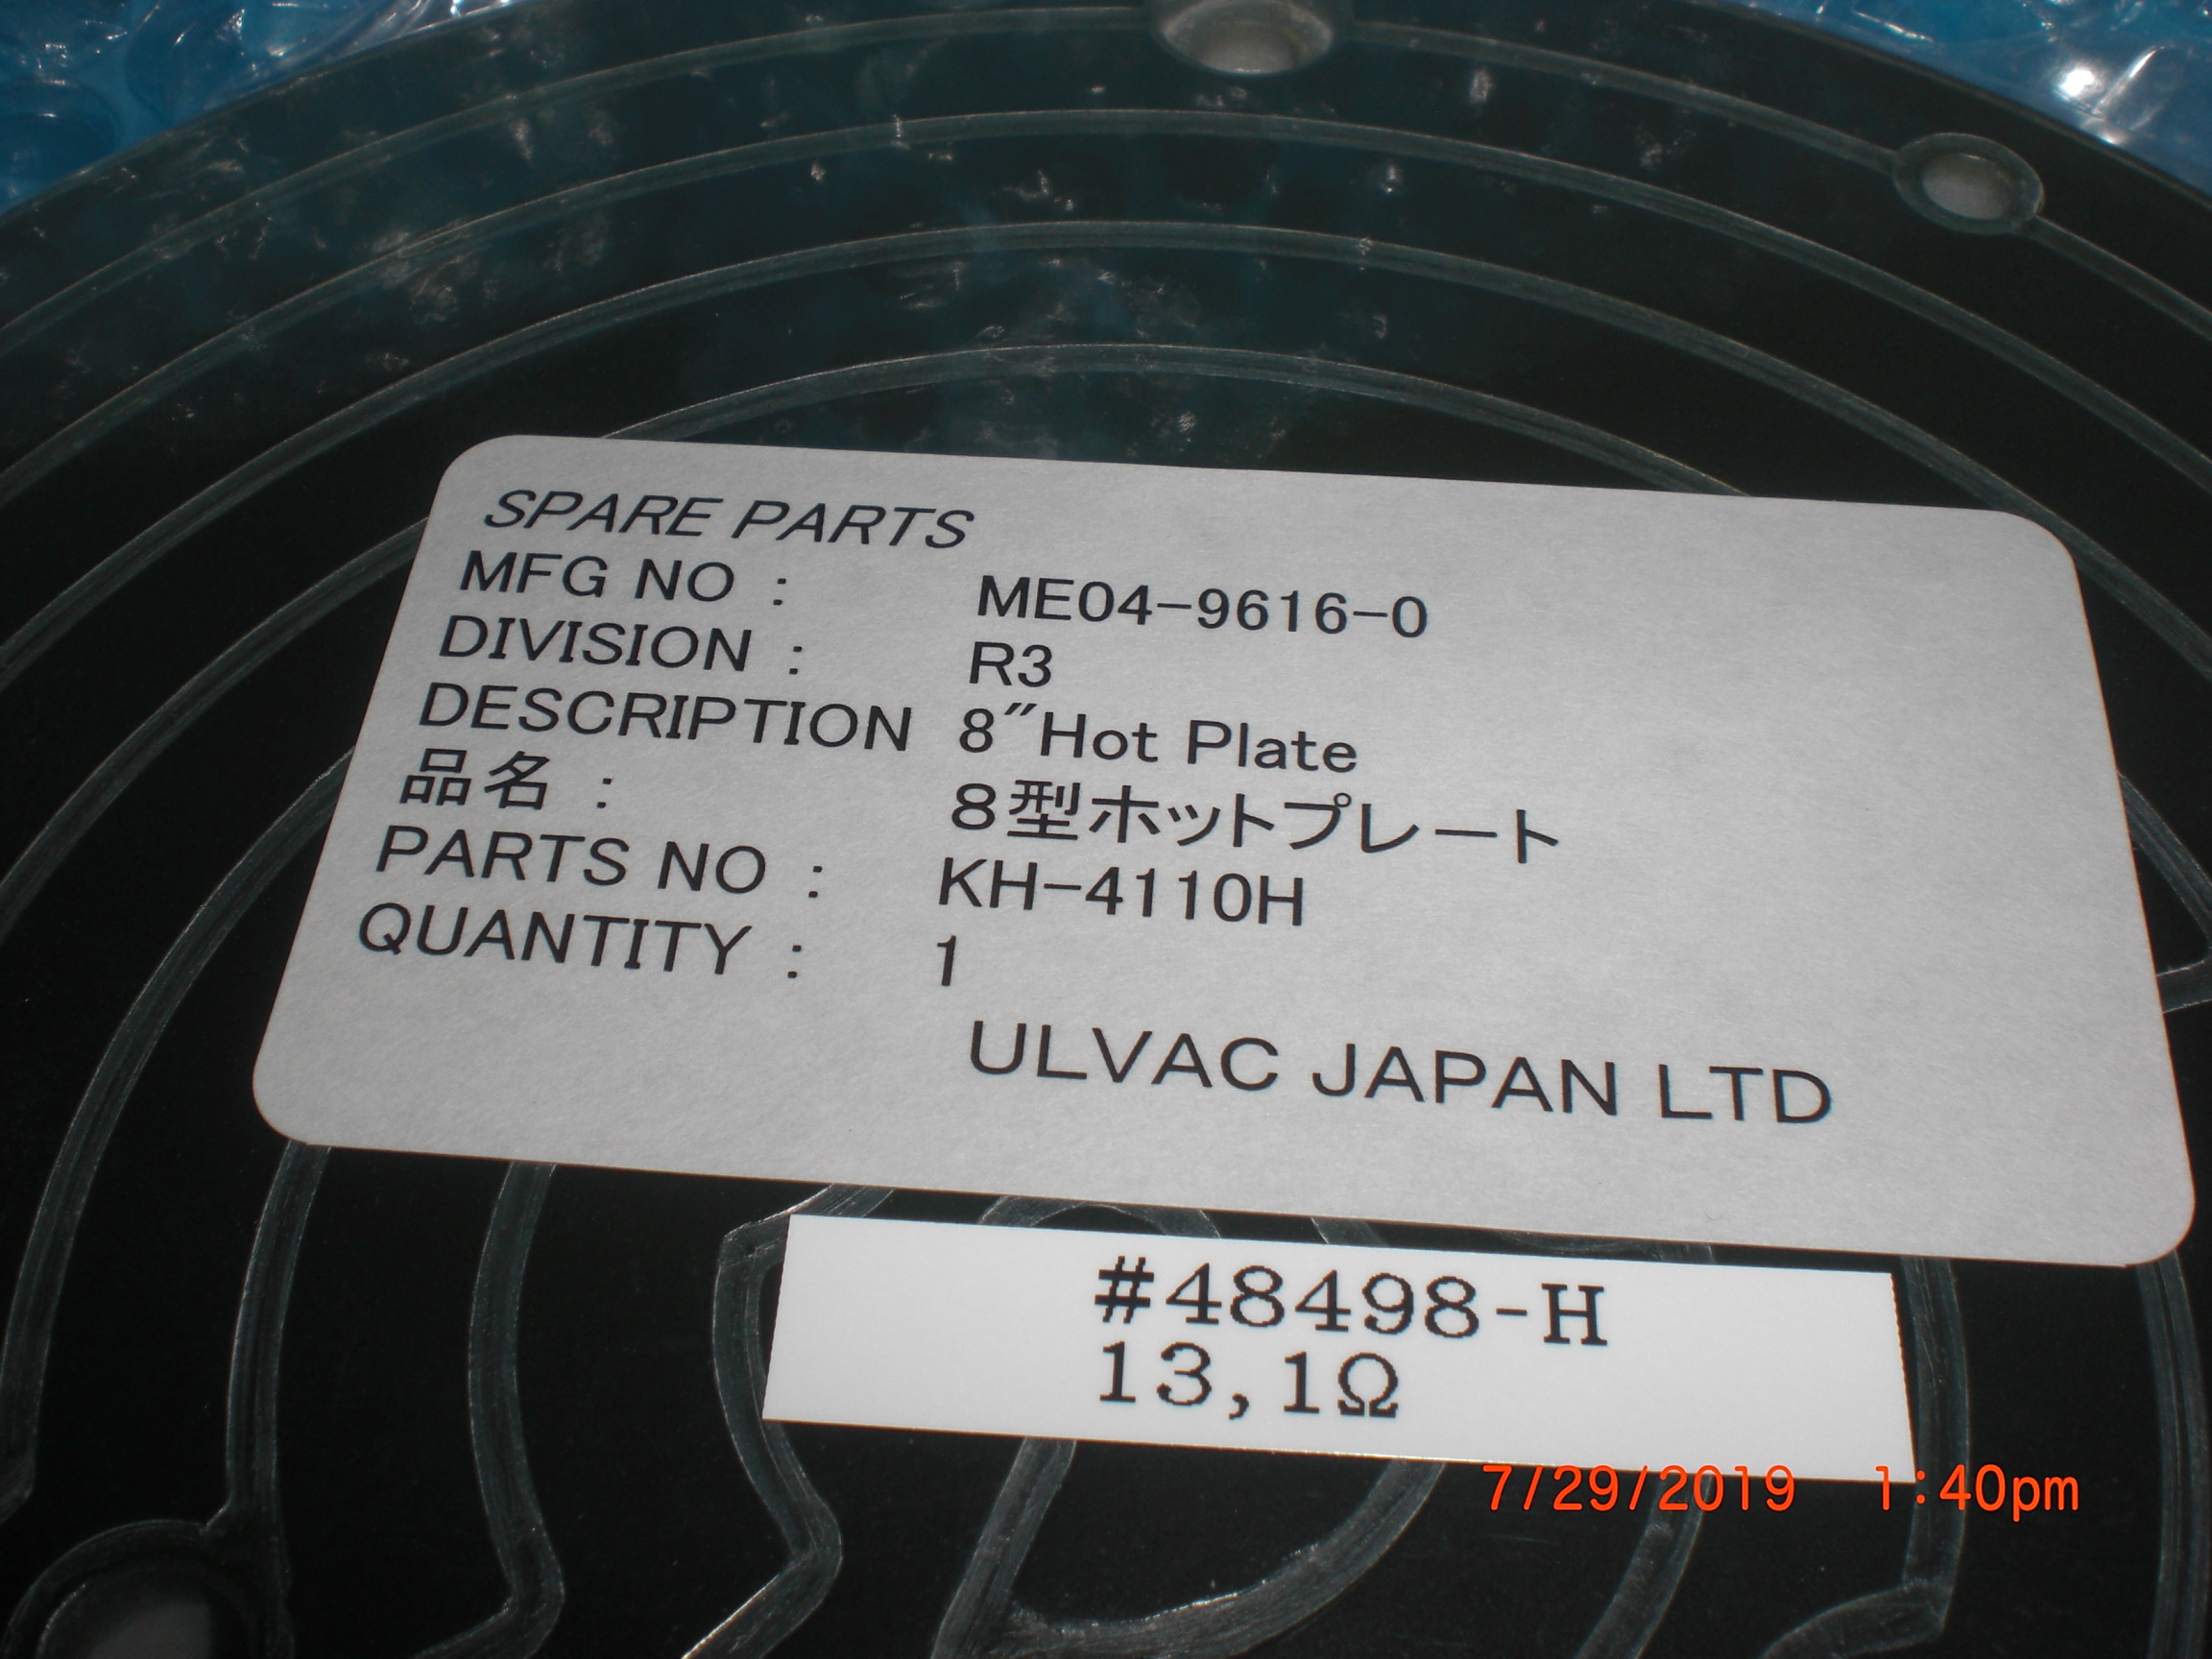 SPARE PARTS
MFG NO : ME04-9616-0
DIVISION : R3
DESCRIPTION 8″Hot Plate
品名 : 8型ホットプレート
PARTS NO : KH-4110H
QUANTITY : 1
ULVAC JAPAN LTD
#48498-H
13,1Ω
7/29/2019 1:40pm